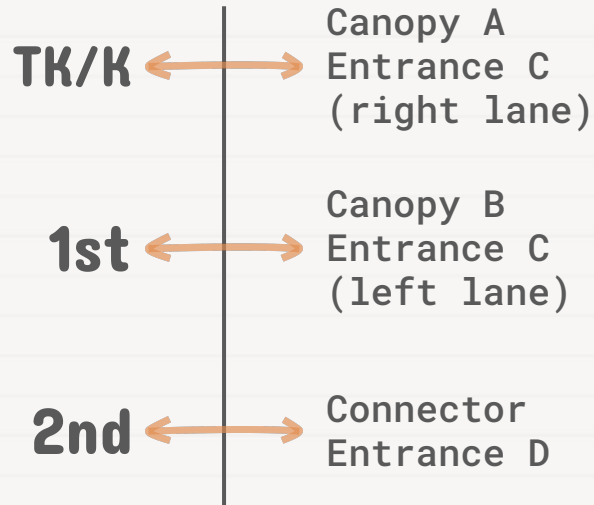 TK/K
Canopy A
Entrance C
(right lane)
1st
Canopy B
Entrance C
(left lane)
2nd
Connector
Entrance D